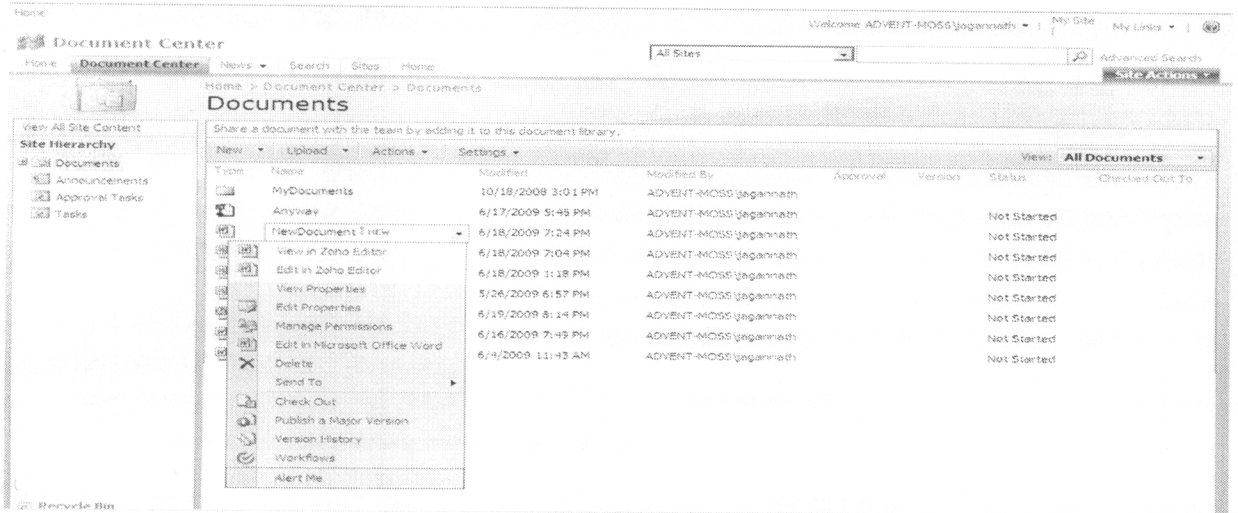 Home
Welcome ADVENT-MOSS\jagannath | My Site | My Links |
Document Center
All Sites
Advanced Search
Home Document Center News Search Sites Home
Site Actions
Home > Document Center > Documents
Documents
View All Site Content
Share a document with the team by adding it to this document library.
Site Hierarchy
New Upload Actions Settings
View: All Documents
Documents
Announcements
Approval Tasks
Tasks
Type Name Modified Modified By Approval Version Status Checked Out To
MyDocuments 10/18/2008 3:01 PM ADVENT-MOSS\jagannath
Anyway 6/17/2009 5:45 PM ADVENT-MOSS\jagannath Not Started
NewDocument 1 NEW 6/18/2009 7:24 PM ADVENT-MOSS\jagannath Not Started
6/18/2009 7:04 PM ADVENT-MOSS\jagannath Not Started
6/18/2009 1:18 PM ADVENT-MOSS\jagannath Not Started
5/26/2009 6:57 PM ADVENT-MOSS\jagannath Not Started
6/19/2009 8:14 PM ADVENT-MOSS\jagannath Not Started
6/16/2009 7:49 PM ADVENT-MOSS\jagannath Not Started
6/4/2009 11:43 AM ADVENT-MOSS\jagannath Not Started
View in Zoho Editor
Edit in Zoho Editor
View Properties
Edit Properties
Manage Permissions
Edit in Microsoft Office Word
Delete
Send To
Check Out
Publish a Major Version
Version History
Workflows
Alert Me
Recycle Bin